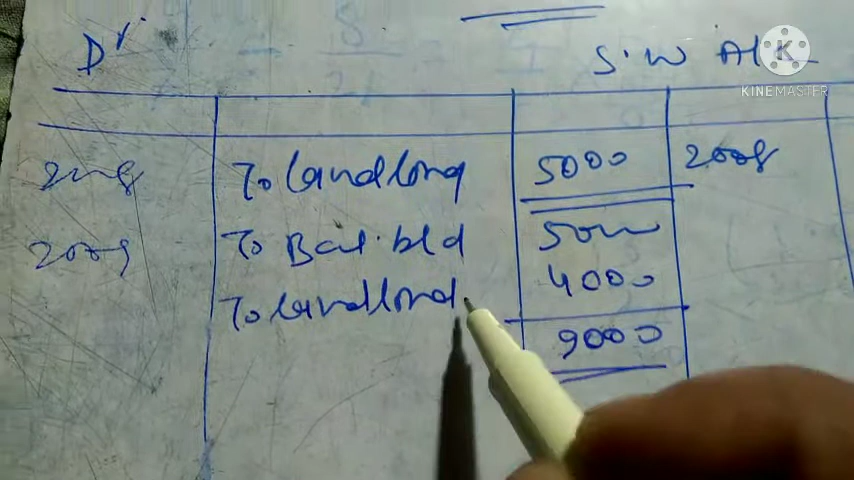 Dr.
S.W A/c
KINEMASTER
2008 To landlord 5000 2008
2009 To Bal. b/d 5000
To landlord 4000
9000